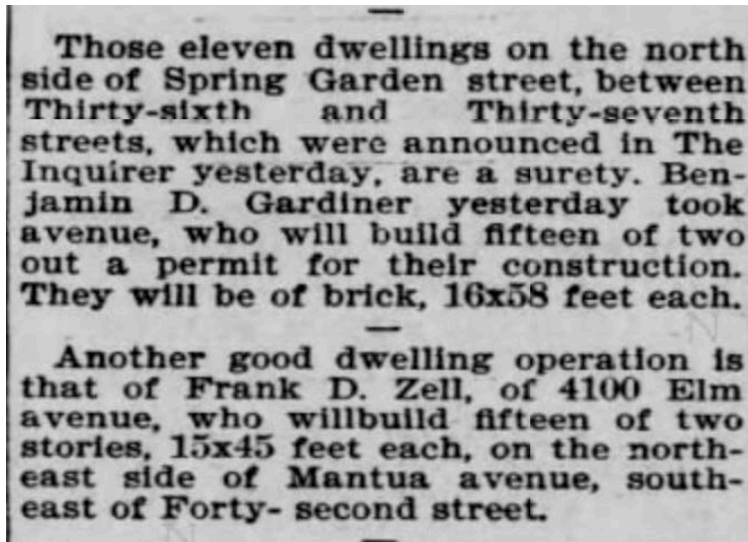 Those eleven dwellings on the north
side of Spring Garden street, between
Thirty-sixth and Thirty-seventh
streets, which were announced in The
Inquirer yesterday, are a surety. Ben-
jamin D. Gardiner yesterday took
avenue, who will build fifteen of two
out a permit for their construction.
They will be of brick, 16x58 feet each.
Another good dwelling operation is
that of Frank D. Zell, of 4100 Elm
avenue, who willbuild fifteen of two
stories, 15x45 feet each, on the north-
east side of Mantua avenue, south-
east of Forty- second street.